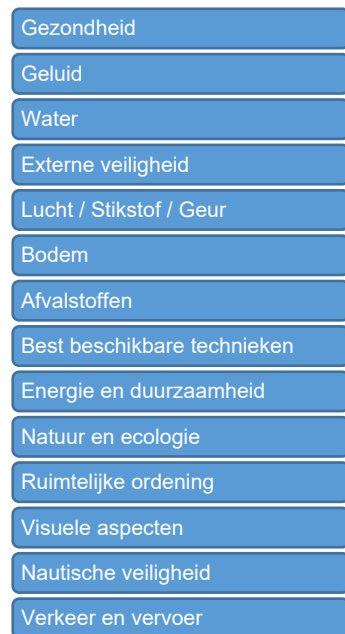 Gezondheid
Geluid
Water
Externe veiligheid
Lucht / Stikstof / Geur
Bodem
Afvalstoffen
Best beschikbare technieken
Energie en duurzaamheid
Natuur en ecologie
Ruimtelijke ordening
Visuele aspecten
Nautische veiligheid
Verkeer en vervoer